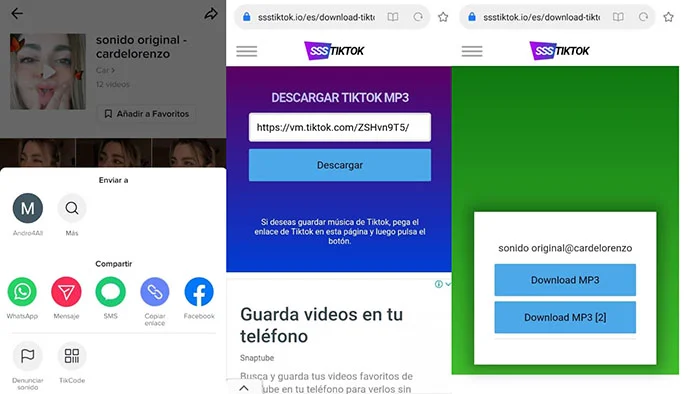 sonido original -
cardelorenzo
Car >
12 videos
Añadir a Favoritos
Enviar a
M
Andro4All
Más
Compartir
WhatsApp
Mensaje
SMS
Copiar
enlace
Facebook
Denunciar
sonido
TikCode
ssstiktok.io/es/download-tikto
SSSTIKTOK
DESCARGAR TIKTOK MP3
https://vm.tiktok.com/ZSHvn9T5/
Descargar
Si deseas guardar música de Tiktok, pega el
enlace de Tiktok en esta página y luego pulsa el
botón.
Guarda videos en tu
teléfono
Snaptube
Busca y guarda tus videos favoritos de
tube en tu teléfono para verlos sin
ssstiktok.io/es/download-tikto
SSSTIKTOK
sonido original@cardelorenzo
Download MP3
Download MP3 [2]